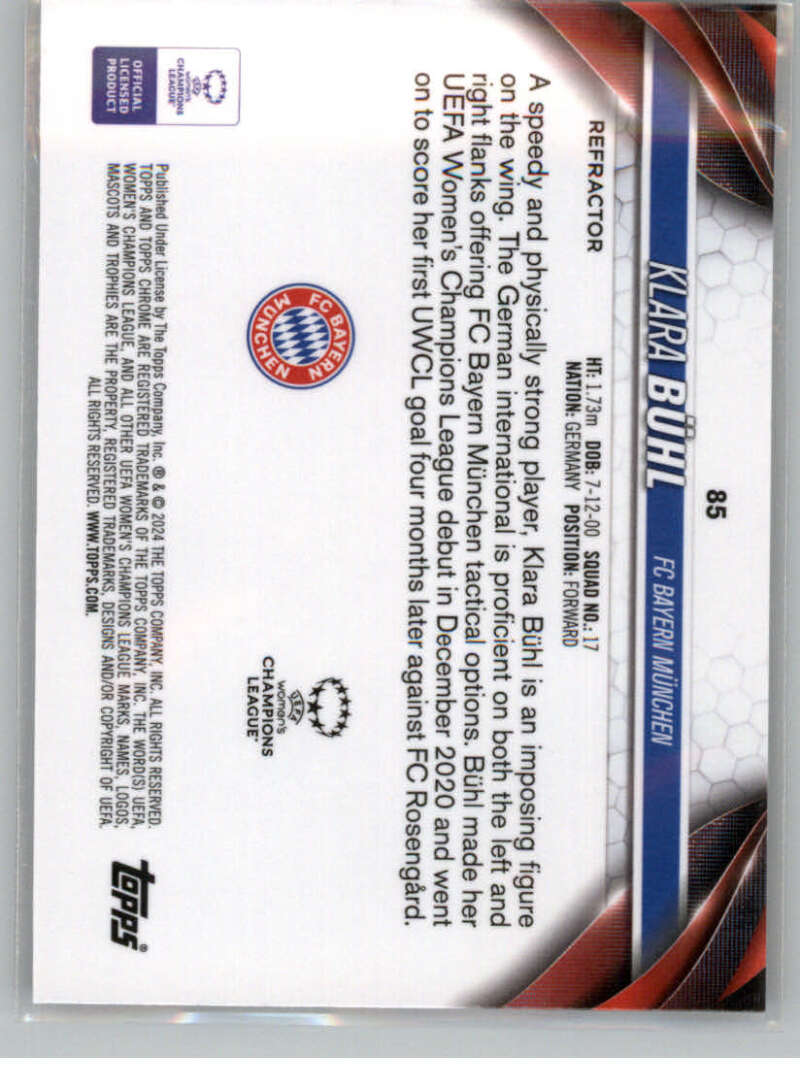 85
KLARA BÜHL FC BAYERN MÜNCHEN
REFRACTOR
HT: 1.73m DOB: 7-12-00 SQUAD NO.: 17
NATION: GERMANY POSITION: FORWARD
A speedy and physically strong player, Klara Bühl is an imposing figure
on the wing. The German international is proficient on both the left and
right flanks offering FC Bayern München tactical options. Bühl made her
UEFA Women's Champions League debut in December 2020 and went
on to score her first UWCL goal four months later against FC Rosengård.
FC BAYERN
MÜNCHEN
UEFA
women's
CHAMPIONS
LEAGUE™
UEFA
women's
CHAMPIONS
LEAGUE
OFFICIAL
LICENSED
PRODUCT
Published Under License by The Topps Company, Inc. ® & © 2024 THE TOPPS COMPANY, INC. ALL RIGHTS RESERVED.
TOPPS AND TOPPS CHROME ARE REGISTERED TRADEMARKS OF THE TOPPS COMPANY, INC. THE WORD(S) UEFA,
WOMEN'S CHAMPIONS LEAGUE, AND ALL OTHER UEFA WOMEN'S CHAMPIONS LEAGUE MARKS, NAMES, LOGOS,
MASCOTS AND TROPHIES ARE THE PROPERTY, REGISTERED TRADEMARKS, DESIGNS AND/OR COPYRIGHT OF UEFA.
ALL RIGHTS RESERVED. WWW.TOPPS.COM.
topps®